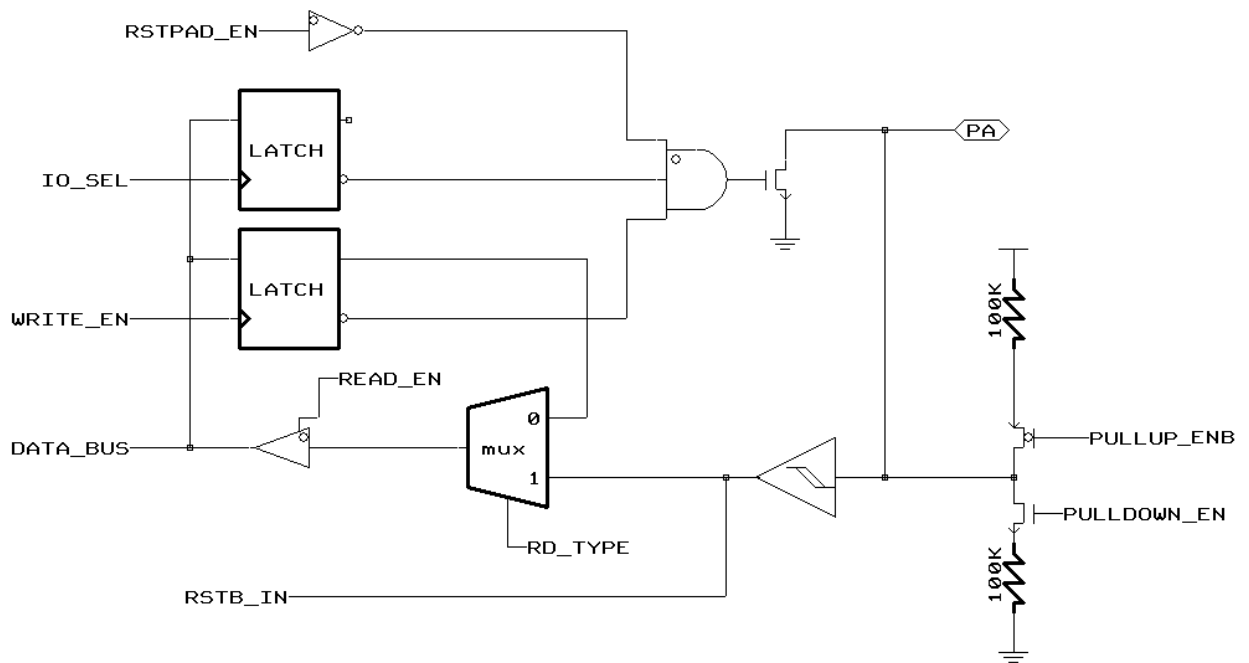 RSTPAD_EN
PA
LATCH
IO_SEL
LATCH
WRITE_EN
100K
READ_EN
0
DATA_BUS
mux
PULLUP_ENB
1
PULLDOWN_EN
RD_TYPE
100K
RSTB_IN